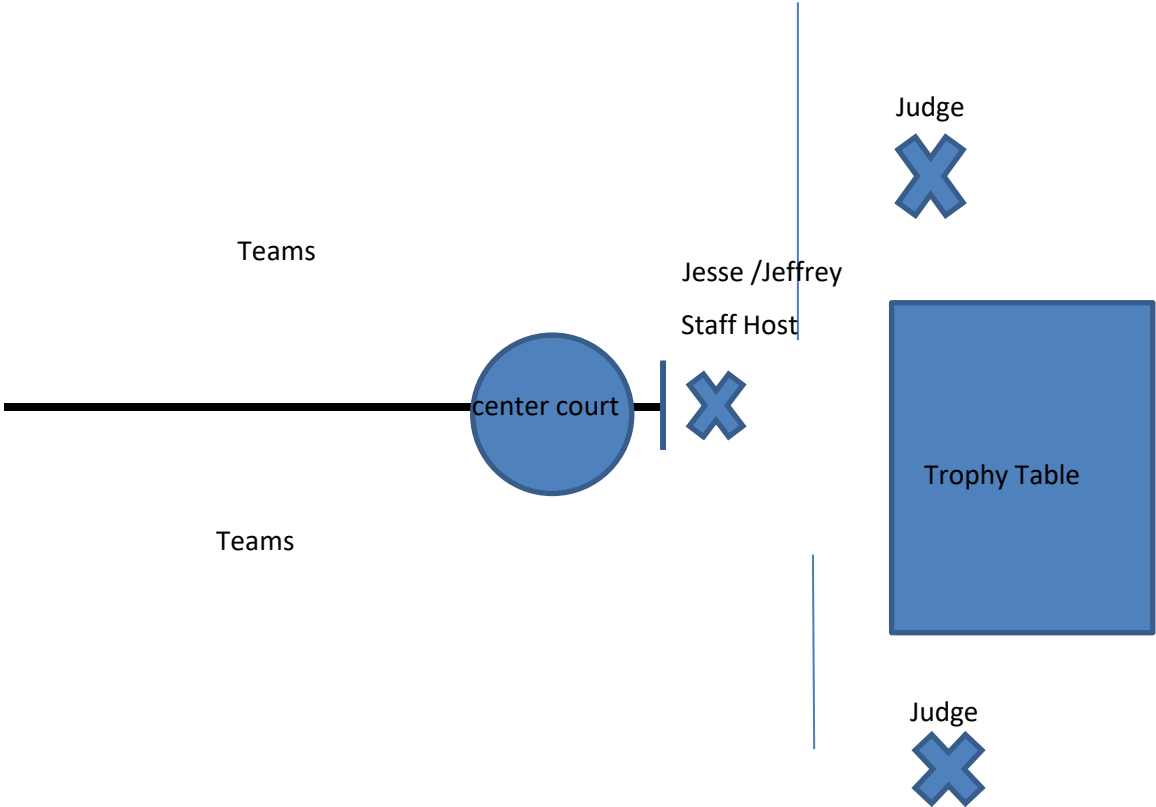 Judge
Teams
Jesse /Jeffrey
Staff Host
center court
Trophy Table
Teams
Judge